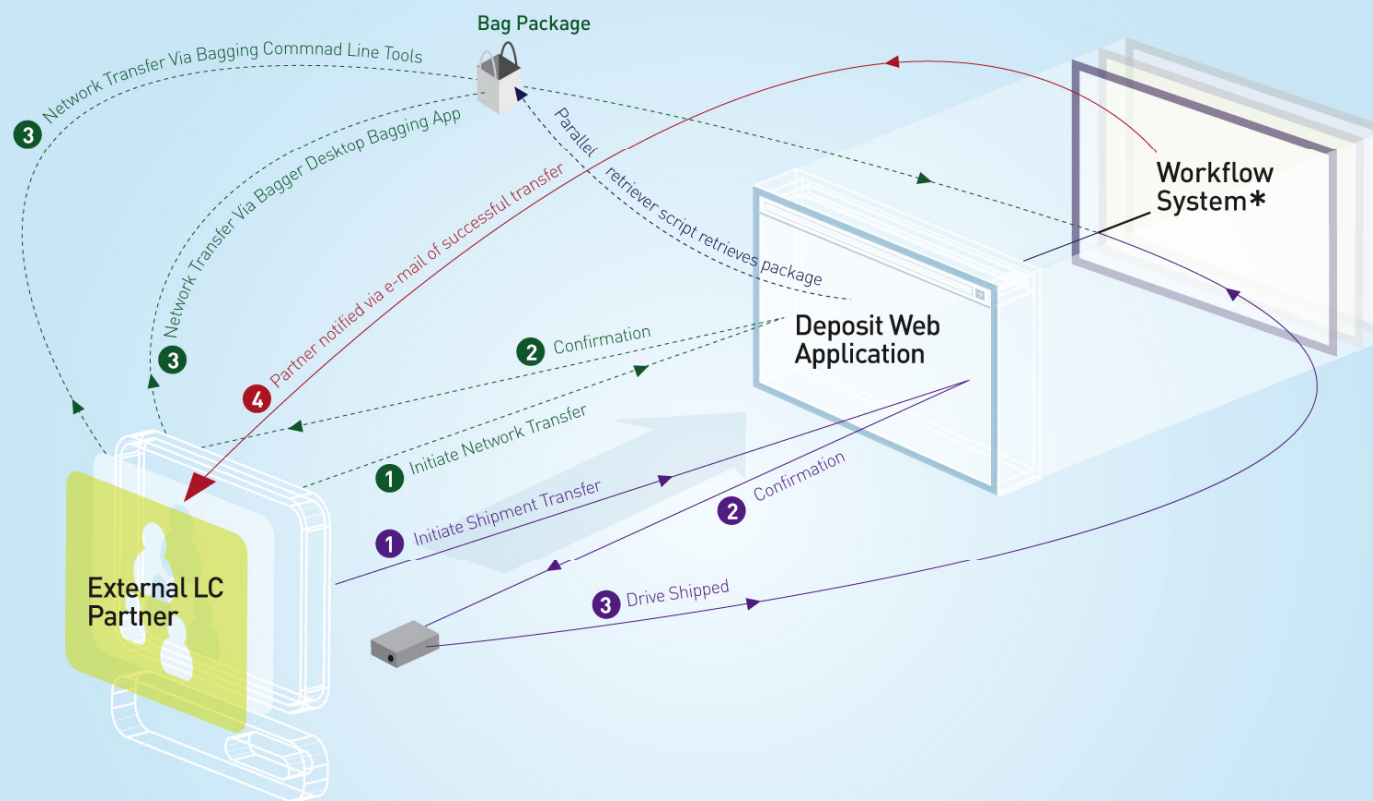 Bag Package
3 Network Transfer Via Bagging Commnad Line Tools
3 Network Transfer Via Bagger Desktop Bagging App
Parallel retriever script retrieves package
4 Partner notified via e-mail of successful transfer
Workflow
System*
Deposit Web
Application
2 Confirmation
1 Initiate Network Transfer
1 Initiate Shipment Transfer
2 Confirmation
3 Drive Shipped
External LC
Partner